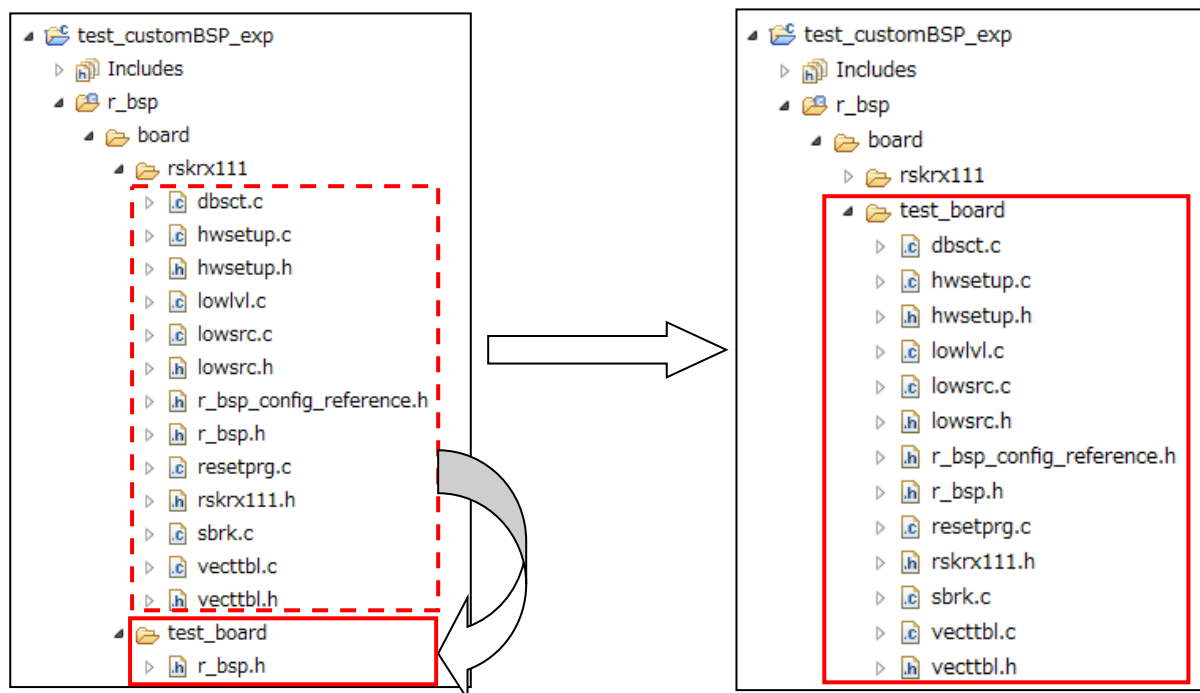 test_customBSP_exp
Includes
r_bsp
board
rskrx111
dbsct.c
hwsetup.c
hwsetup.h
lowlvl.c
lowsrc.c
lowsrc.h
r_bsp_config_reference.h
r_bsp.h
resetprg.c
rskrx111.h
sbrk.c
vecttbl.c
vecttbl.h
test_board
r_bsp.h
test_customBSP_exp
Includes
r_bsp
board
rskrx111
test_board
dbsct.c
hwsetup.c
hwsetup.h
lowlvl.c
lowsrc.c
lowsrc.h
r_bsp_config_reference.h
r_bsp.h
resetprg.c
rskrx111.h
sbrk.c
vecttbl.c
vecttbl.h